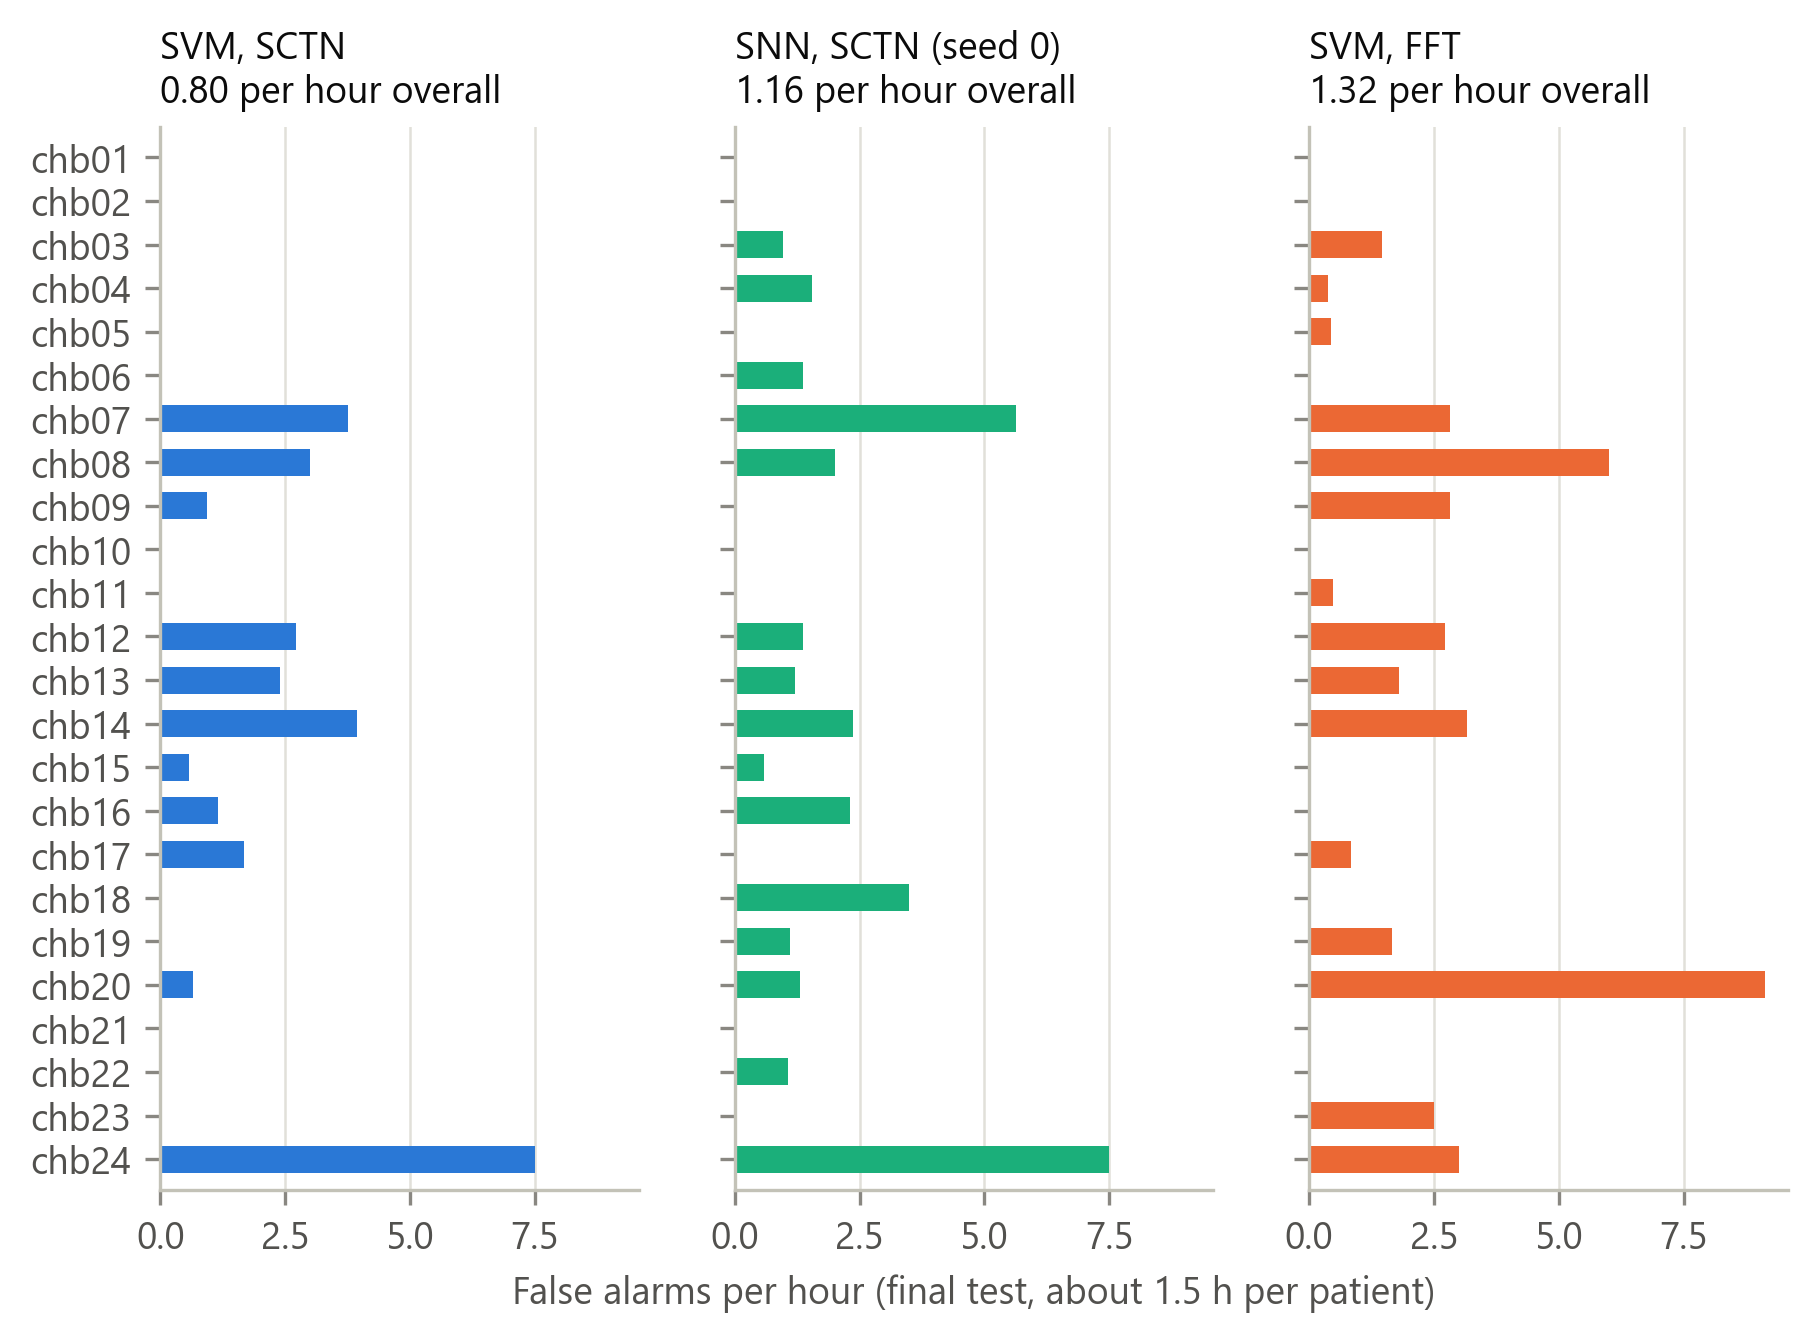 SVM, SCTN
0.80 per hour overall
SNN, SCTN (seed 0)
1.16 per hour overall
SVM, FFT
1.32 per hour overall
chb01
chb02
chb03
chb04
chb05
chb06
chb07
chb08
chb09
chb10
chb11
chb12
chb13
chb14
chb15
chb16
chb17
chb18
chb19
chb20
chb21
chb22
chb23
chb24
0.0 2.5 5.0 7.5
0.0 2.5 5.0 7.5
0.0 2.5 5.0 7.5
False alarms per hour (final test, about 1.5 h per patient)